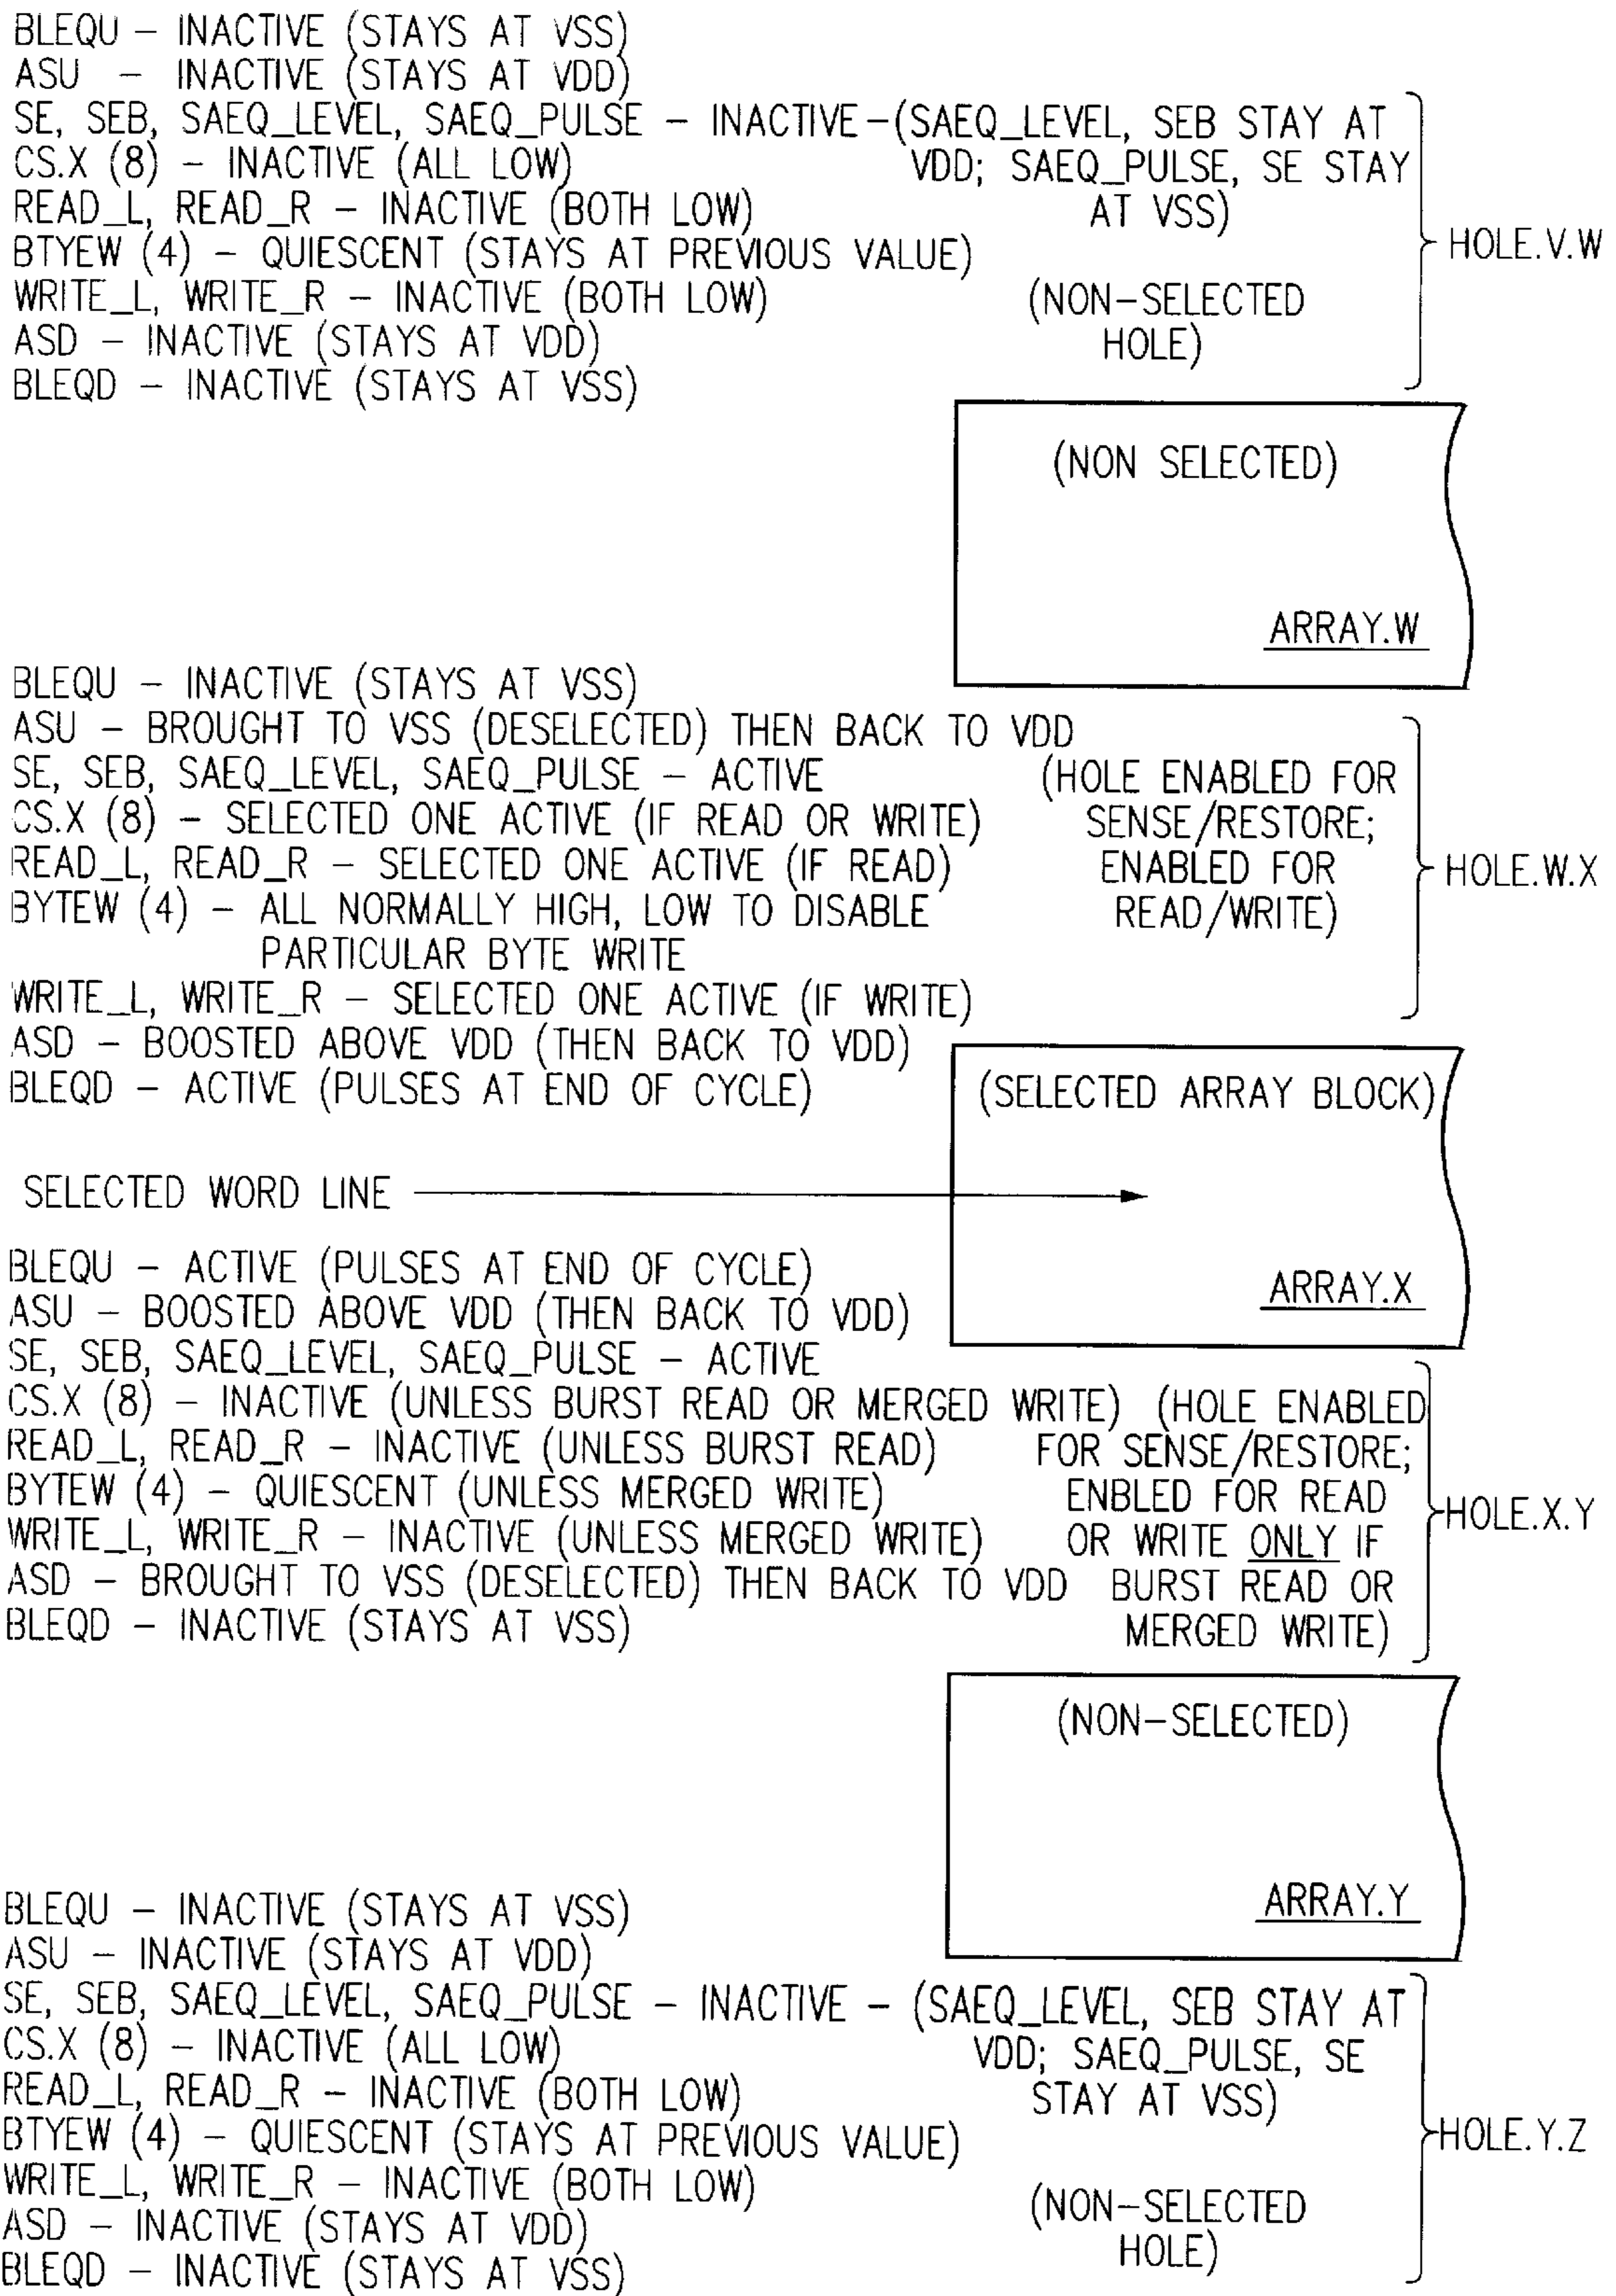 BLEQU – INACTIVE (STAYS AT VSS)
ASU – INACTIVE (STAYS AT VDD)
SE, SEB, SAEQ_LEVEL, SAEQ_PULSE – INACTIVE–(SAEQ_LEVEL, SEB STAY AT
CS.X (8) – INACTIVE (ALL LOW) VDD; SAEQ_PULSE, SE STAY
READ_L, READ_R – INACTIVE (BOTH LOW) AT VSS)
BTYEW (4) – QUIESCENT (STAYS AT PREVIOUS VALUE) HOLE.V.W
WRITE_L, WRITE_R – INACTIVE (BOTH LOW) (NON-SELECTED
ASD – INACTIVE (STAYS AT VDD) HOLE)
BLEQD – INACTIVE (STAYS AT VSS)
(NON SELECTED)
ARRAY.W
BLEQU – INACTIVE (STAYS AT VSS)
ASU – BROUGHT TO VSS (DESELECTED) THEN BACK TO VDD
SE, SEB, SAEQ_LEVEL, SAEQ_PULSE – ACTIVE (HOLE ENABLED FOR
CS.X (8) – SELECTED ONE ACTIVE (IF READ OR WRITE) SENSE/RESTORE;
READ_L, READ_R – SELECTED ONE ACTIVE (IF READ) ENABLED FOR HOLE.W.X
BYTEW (4) – ALL NORMALLY HIGH, LOW TO DISABLE READ/WRITE)
PARTICULAR BYTE WRITE
WRITE_L, WRITE_R – SELECTED ONE ACTIVE (IF WRITE)
ASD – BOOSTED ABOVE VDD (THEN BACK TO VDD)
BLEQD – ACTIVE (PULSES AT END OF CYCLE) (SELECTED ARRAY BLOCK)
SELECTED WORD LINE
BLEQU – ACTIVE (PULSES AT END OF CYCLE)
ARRAY.X
ASU – BOOSTED ABOVE VDD (THEN BACK TO VDD)
SE, SEB, SAEQ_LEVEL, SAEQ_PULSE – ACTIVE
CS.X (8) – INACTIVE (UNLESS BURST READ OR MERGED WRITE) (HOLE ENABLED
READ_L, READ_R – INACTIVE (UNLESS BURST READ) FOR SENSE/RESTORE;
BYTEW (4) – QUIESCENT (UNLESS MERGED WRITE) ENBLED FOR READ HOLE.X.Y
WRITE_L, WRITE_R – INACTIVE (UNLESS MERGED WRITE) OR WRITE ONLY IF
ASD – BROUGHT TO VSS (DESELECTED) THEN BACK TO VDD BURST READ OR
BLEQD – INACTIVE (STAYS AT VSS) MERGED WRITE)
(NON-SELECTED)
ARRAY.Y
BLEQU – INACTIVE (STAYS AT VSS)
ASU – INACTIVE (STAYS AT VDD)
SE, SEB, SAEQ_LEVEL, SAEQ_PULSE – INACTIVE – (SAEQ_LEVEL, SEB STAY AT
CS.X (8) – INACTIVE (ALL LOW) VDD; SAEQ_PULSE, SE
READ_L, READ_R – INACTIVE (BOTH LOW) STAY AT VSS)
BTYEW (4) – QUIESCENT (STAYS AT PREVIOUS VALUE) HOLE.Y.Z
WRITE_L, WRITE_R – INACTIVE (BOTH LOW) (NON-SELECTED
ASD – INACTIVE (STAYS AT VDD) HOLE)
BLEQD – INACTIVE (STAYS AT VSS)